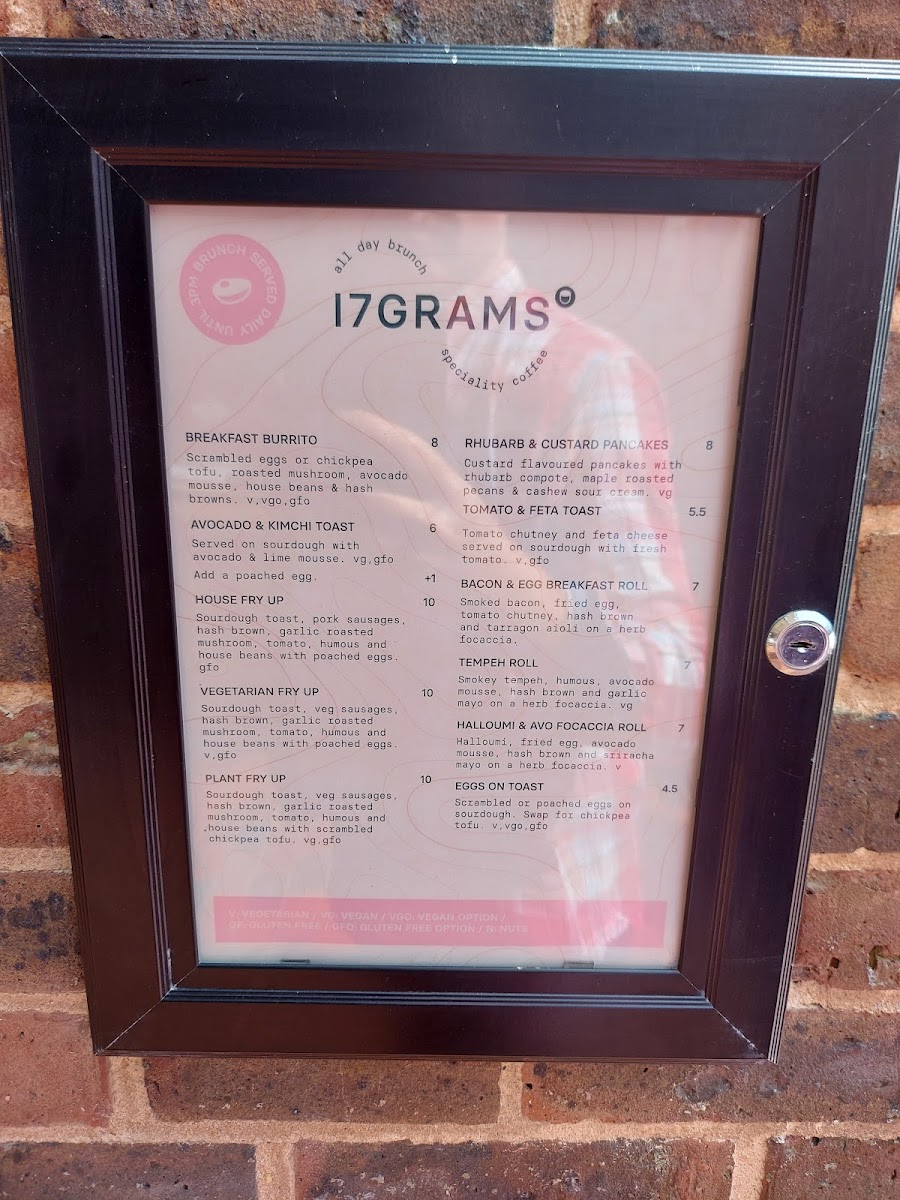 BRUNCH SERVED DAILY UNTIL 3PM
all day brunch
17GRAMS
speciality coffee
BREAKFAST BURRITO 8
Scrambled eggs or chickpea
tofu, roasted mushroom, avocado
mousse, house beans & hash
browns. v,vgo,gfo
AVOCADO & KIMCHI TOAST 6
Served on sourdough with
avocado & lime mousse. vg,gfo
Add a poached egg. +1
HOUSE FRY UP 10
Sourdough toast, pork sausages,
hash brown, garlic roasted
mushroom, tomato, humous and
house beans with poached eggs.
gfo
VEGETARIAN FRY UP 10
Sourdough toast, veg sausages,
hash brown, garlic roasted
mushroom, tomato, humous and
house beans with poached eggs.
v,gfo
PLANT FRY UP 10
Sourdough toast, veg sausages,
hash brown, garlic roasted
mushroom, tomato, humous and
house beans with scrambled
chickpea tofu. vg,gfo
RHUBARB & CUSTARD PANCAKES 8
Custard flavoured pancakes with
rhubarb compote, maple roasted
pecans & cashew sour cream. vg
TOMATO & FETA TOAST 5.5
Tomato chutney and feta cheese
served on sourdough with fresh
tomato. v,gfo
BACON & EGG BREAKFAST ROLL 7
Smoked bacon, fried egg,
tomato chutney, hash brown
and tarragon aioli on a herb
focaccia.
TEMPEH ROLL 7
Smokey tempeh, humous, avocado
mousse, hash brown and garlic
mayo on a herb focaccia. vg
HALLOUMI & AVO FOCACCIA ROLL 7
Halloumi, fried egg, avocado
mousse, hash brown and sriracha
mayo on a herb focaccia. v
EGGS ON TOAST 4.5
Scrambled or poached eggs on
sourdough. Swap for chickpea
tofu. v,vgo,gfo
V: VEGETARIAN / VG: VEGAN / VGO: VEGAN OPTION /
GF: GLUTEN FREE / GFO: GLUTEN FREE OPTION / N: NUTS